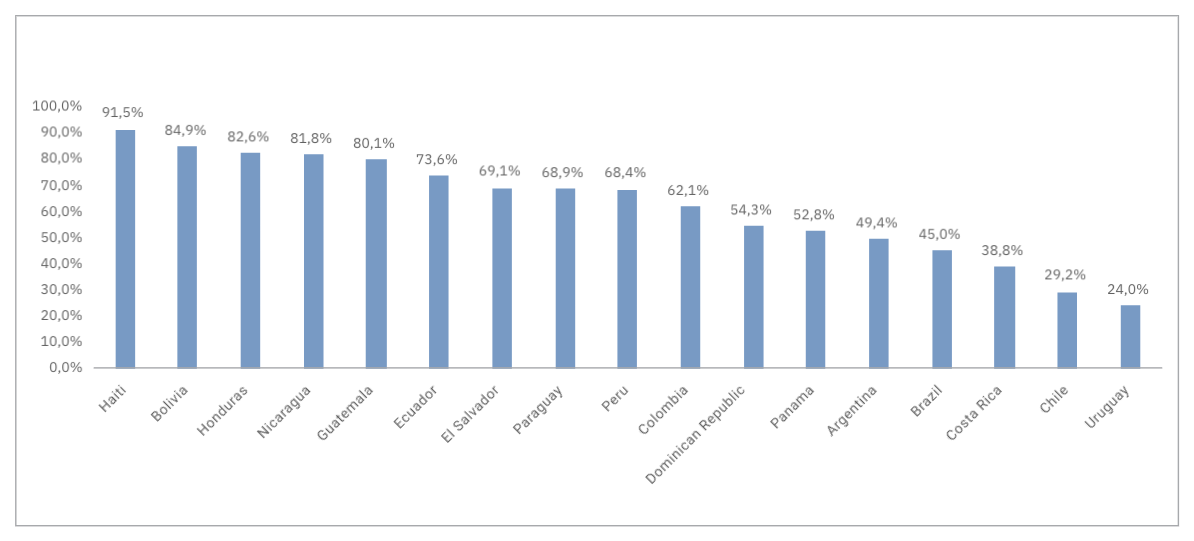 100,0%
90,0%
80,0%
70,0%
60,0%
50,0%
40,0%
30,0%
20,0%
10,0%
0,0%
91,5%
84,9%
82,6%
81,8%
80,1%
73,6%
69,1%
68,9%
68,4%
62,1%
54,3%
52,8%
49,4%
45,0%
38,8%
29,2%
24,0%
Haiti
Bolivia
Honduras
Nicaragua
Guatemala
Ecuador
El Salvador
Paraguay
Peru
Colombia
Dominican Republic
Panama
Argentina
Brazil
Costa Rica
Chile
Uruguay